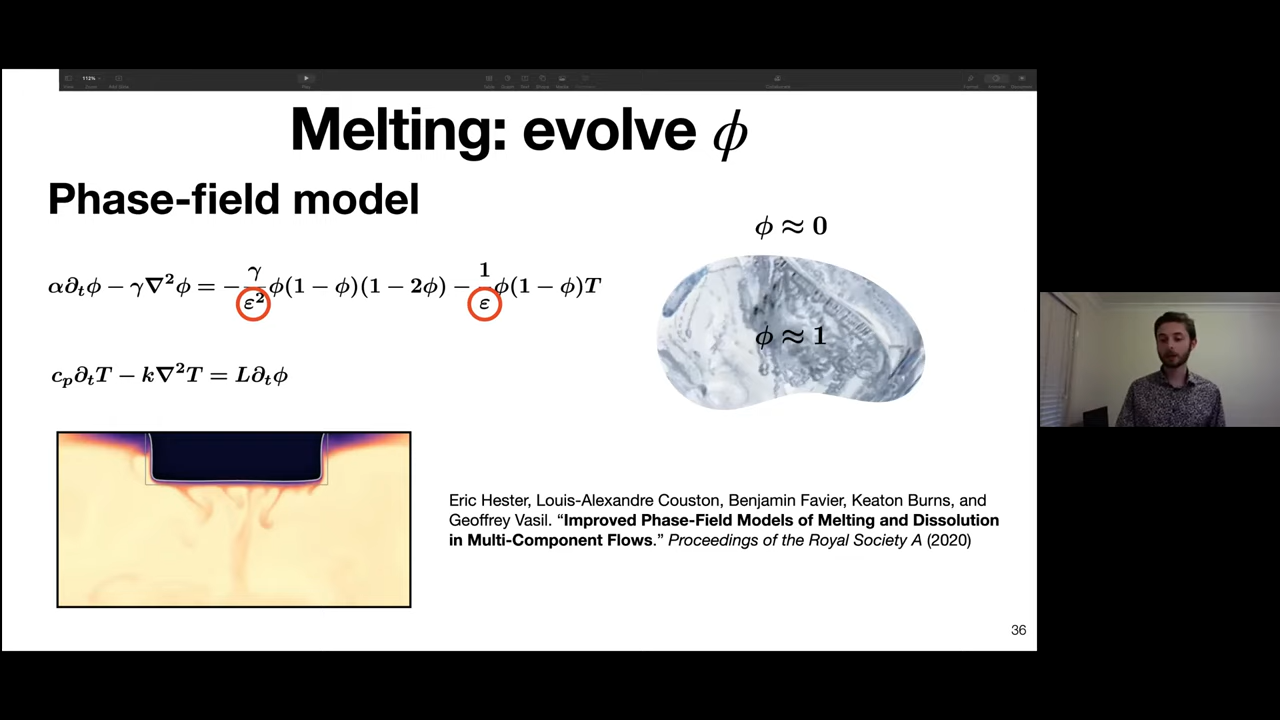 112%
Melting: evolve ϕ
Phase-field model
ϕ ≈ 0
α∂ₜϕ − γ∇²ϕ = −γ/ε² ϕ(1 − ϕ)(1 − 2ϕ) − 1/ε ϕ(1 − ϕ)T
ϕ ≈ 1
cₚ∂ₜT − k∇²T = L∂ₜϕ
Eric Hester, Louis-Alexandre Couston, Benjamin Favier, Keaton Burns, and
Geoffrey Vasil. “Improved Phase-Field Models of Melting and Dissolution
in Multi-Component Flows.” Proceedings of the Royal Society A (2020)
36